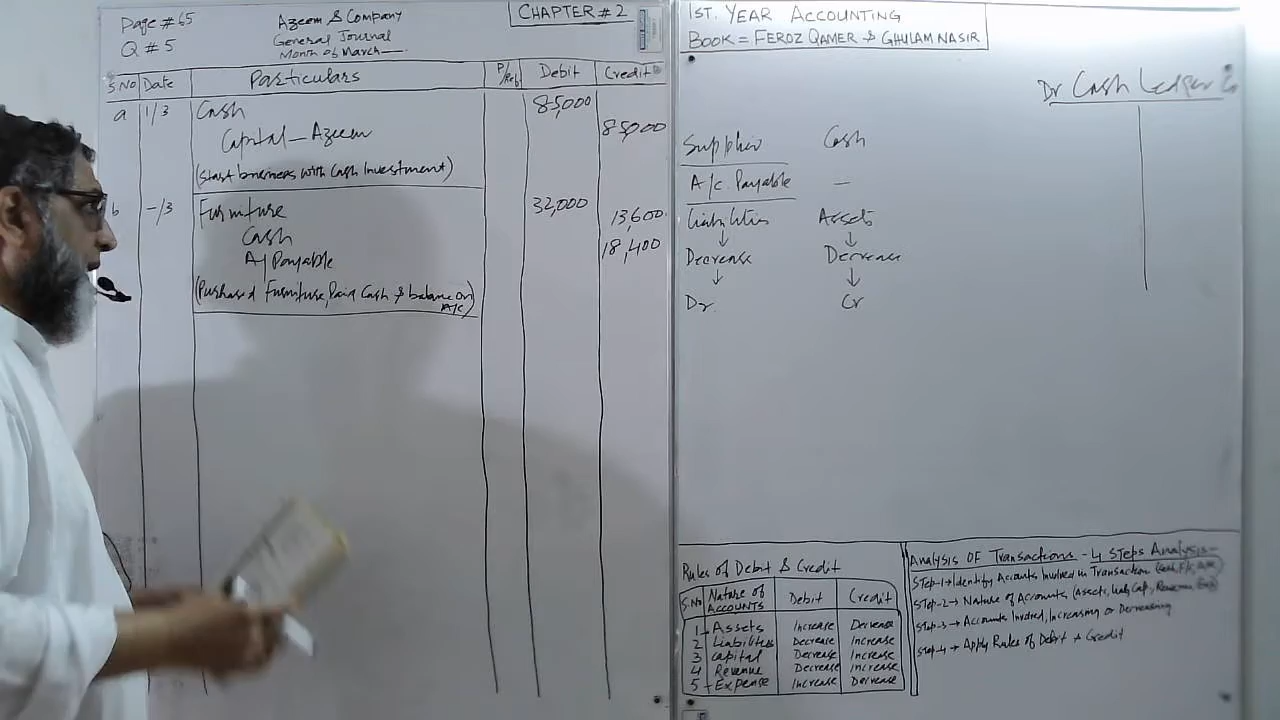 Page # 65
Q # 5
Azeem & Company
General Journal
Month of March
CHAPTER # 2
S.No Date Particulars P/Ref Debit Credit
a 1/3 Cash 85,000
Capital - Azeem 85,000
(Start business with Cash Investment)
b -/3 Furniture 32,000
Cash 13,600
A/Payable 18,400
(Purchased Furniture, Paid Cash & balance on A/c)
1ST. YEAR ACCOUNTING
BOOK = FEROZ QAMER & GHULAM NASIR
Dr Cash Ledger
Supplies Cash
A/c. Payable —
Liabilities Assets
↓ ↓
Decrease Decrease
↓ ↓
Dr. Cr
Rules of Debit & Credit
S.No Nature of ACCOUNTS Debit Credit
1 Assets Increase Decrease
2 Liabilities Decrease Increase
3 Capital Decrease Increase
4 Revenue Decrease Increase
5 Expense Increase Decrease
Analysis OF Transactions - 4 Steps Analysis -
Step-1 → Identify Accounts Involved in Transaction
Step-2 → Nature of Accounts (Assets, Liab, Cap, Revenue
Step-3 → Accounts Involved, Increasing or Decreasing
Step-4 → Apply Rules of Debit & Credit